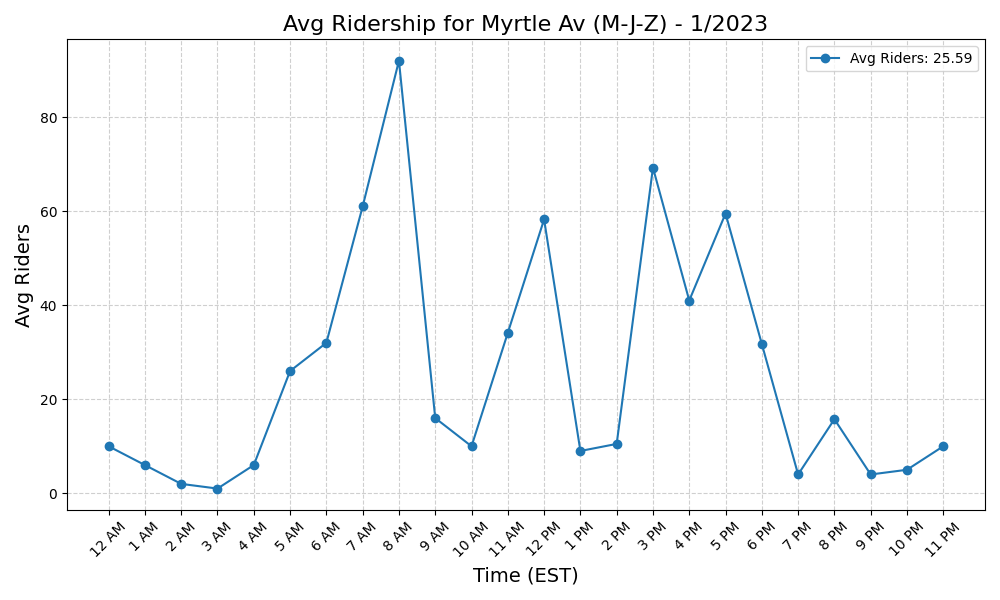 Avg Ridership for Myrtle Av (M-J-Z) - 1/2023
Avg Riders: 25.59
Avg Riders
80
60
40
20
0
12 AM 1 AM 2 AM 3 AM 4 AM 5 AM 6 AM 7 AM 8 AM 9 AM 10 AM 11 AM 12 PM 1 PM 2 PM 3 PM 4 PM 5 PM 6 PM 7 PM 8 PM 9 PM 10 PM 11 PM
Time (EST)